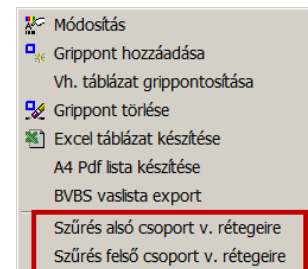 Módosítás
Grippont hozzáadása
Vh. táblázat grippontosítása
Grippont törlése
Excel táblázat készítése
A4 Pdf lista készítése
BVBS vaslista export
Szűrés alsó csoport v. rétegeire
Szűrés felső csoport v. rétegeire